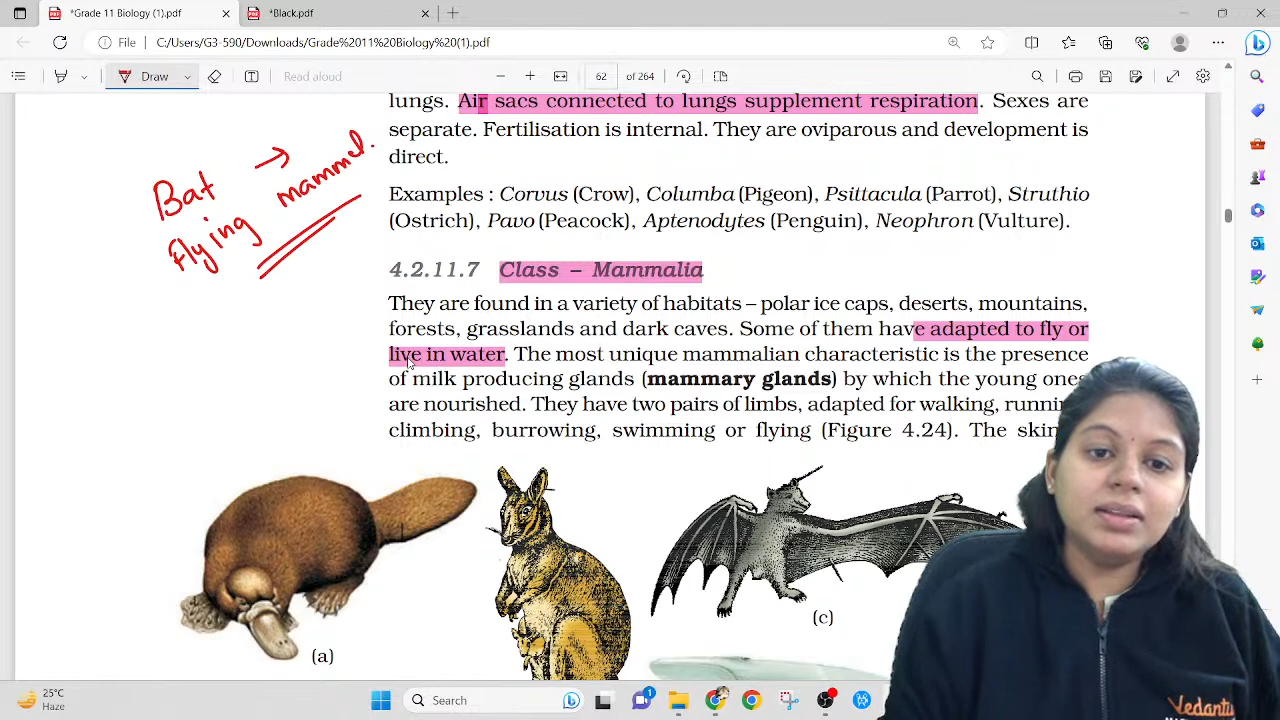 *Grade 11 Biology (1).pdf
*Black.pdf
File
C:/Users/G3-590/Downloads/Grade%2011%20Biology%20(1).pdf
Draw
Read aloud
62 of 264
lungs. Air sacs connected to lungs supplement respiration. Sexes are
separate. Fertilisation is internal. They are oviparous and development is
direct.
Bat → mammel.
flying
Examples : Corvus (Crow), Columba (Pigeon), Psittacula (Parrot), Struthio
(Ostrich), Pavo (Peacock), Aptenodytes (Penguin), Neophron (Vulture).
4.2.11.7 Class – Mammalia
They are found in a variety of habitats – polar ice caps, deserts, mountains,
forests, grasslands and dark caves. Some of them have adapted to fly or
live in water. The most unique mammalian characteristic is the presence
of milk producing glands (mammary glands) by which the young ones
are nourished. They have two pairs of limbs, adapted for walking,
climbing, burrowing, swimming or flying (Figure 4.24). The
(a)
(c)
Vedantu
25°C
Haze
Search
1